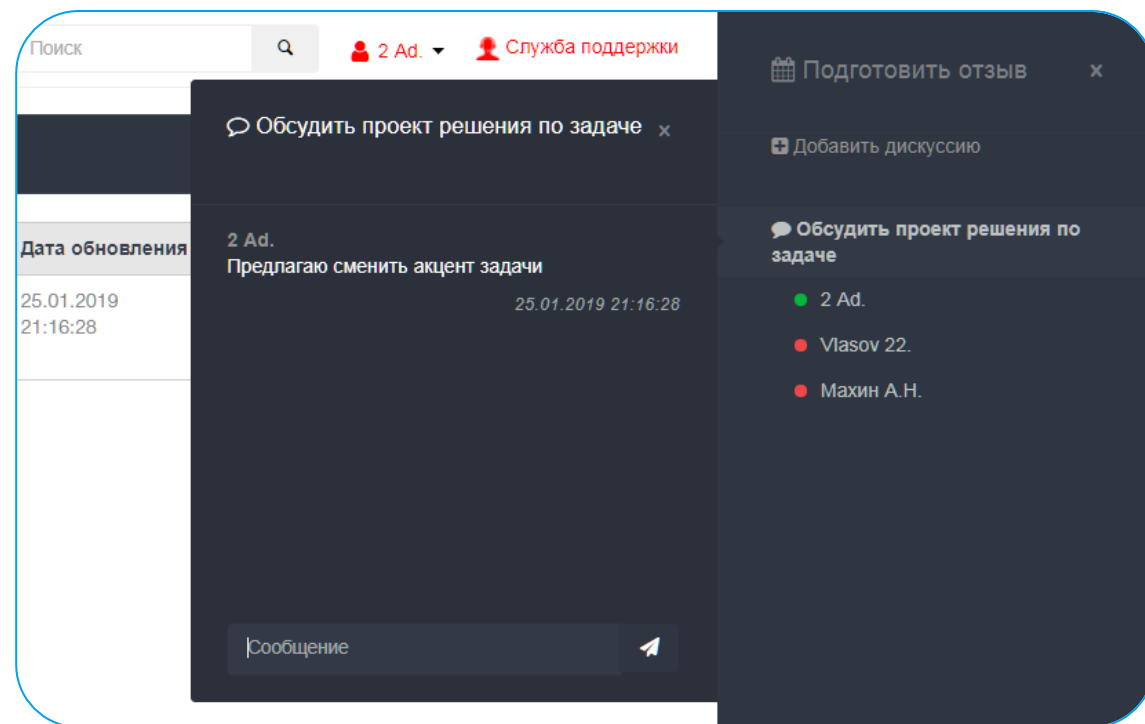 Поиск
2 Ad.
Служба поддержки
Дата обновления
25.01.2019
21:16:28
Обсудить проект решения по задаче
x
2 Ad.
Предлагаю сменить акцент задачи
25.01.2019 21:16:28
Сообщение
Подготовить отзыв
x
Добавить дискуссию
Обсудить проект решения по
задаче
2 Ad.
Vlasov 22.
Махин А.Н.